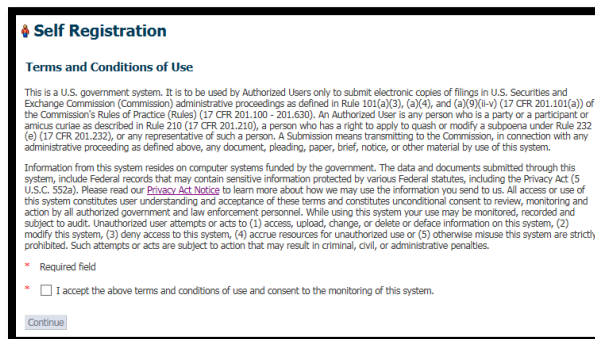 Self Registration
Terms and Conditions of Use
This is a U.S. government system. It is to be used by Authorized Users only to submit electronic copies of filings in U.S. Securities and
Exchange Commission (Commission) administrative proceedings as defined in Rule 101(a)(3), (a)(4), and (a)(9)(ii-v) (17 CFR 201.101(a)) of
the Commission's Rules of Practice (Rules) (17 CFR 201.100 - 201.630). An Authorized User is any person who is a party or a participant or
amicus curiae as described in Rule 210 (17 CFR 201.210), a person who has a right to apply to quash or modify a subpoena under Rule 232
(e) (17 CFR 201.232), or any representative of such a person. A Submission means transmitting to the Commission, in connection with any
administrative proceeding as defined above, any document, pleading, paper, brief, notice, or other material by use of this system.
Information from this system resides on computer systems funded by the government. The data and documents submitted through this
system, include Federal records that may contain sensitive information protected by various Federal statutes, including the Privacy Act (5
U.S.C. 552a). Please read our Privacy Act Notice to learn more about how we may use the information you send to us. All access or use of
this system constitutes user understanding and acceptance of these terms and constitutes unconditional consent to review, monitoring and
action by all authorized government and law enforcement personnel. While using this system your use may be monitored, recorded and
subject to audit. Unauthorized user attempts or acts to (1) access, upload, change, or delete or deface information on this system, (2)
modify this system, (3) deny access to this system, (4) accrue resources for unauthorized use or (5) otherwise misuse this system are strictly
prohibited. Such attempts or acts are subject to action that may result in criminal, civil, or administrative penalties.
* Required field
* I accept the above terms and conditions of use and consent to the monitoring of this system.
Continue